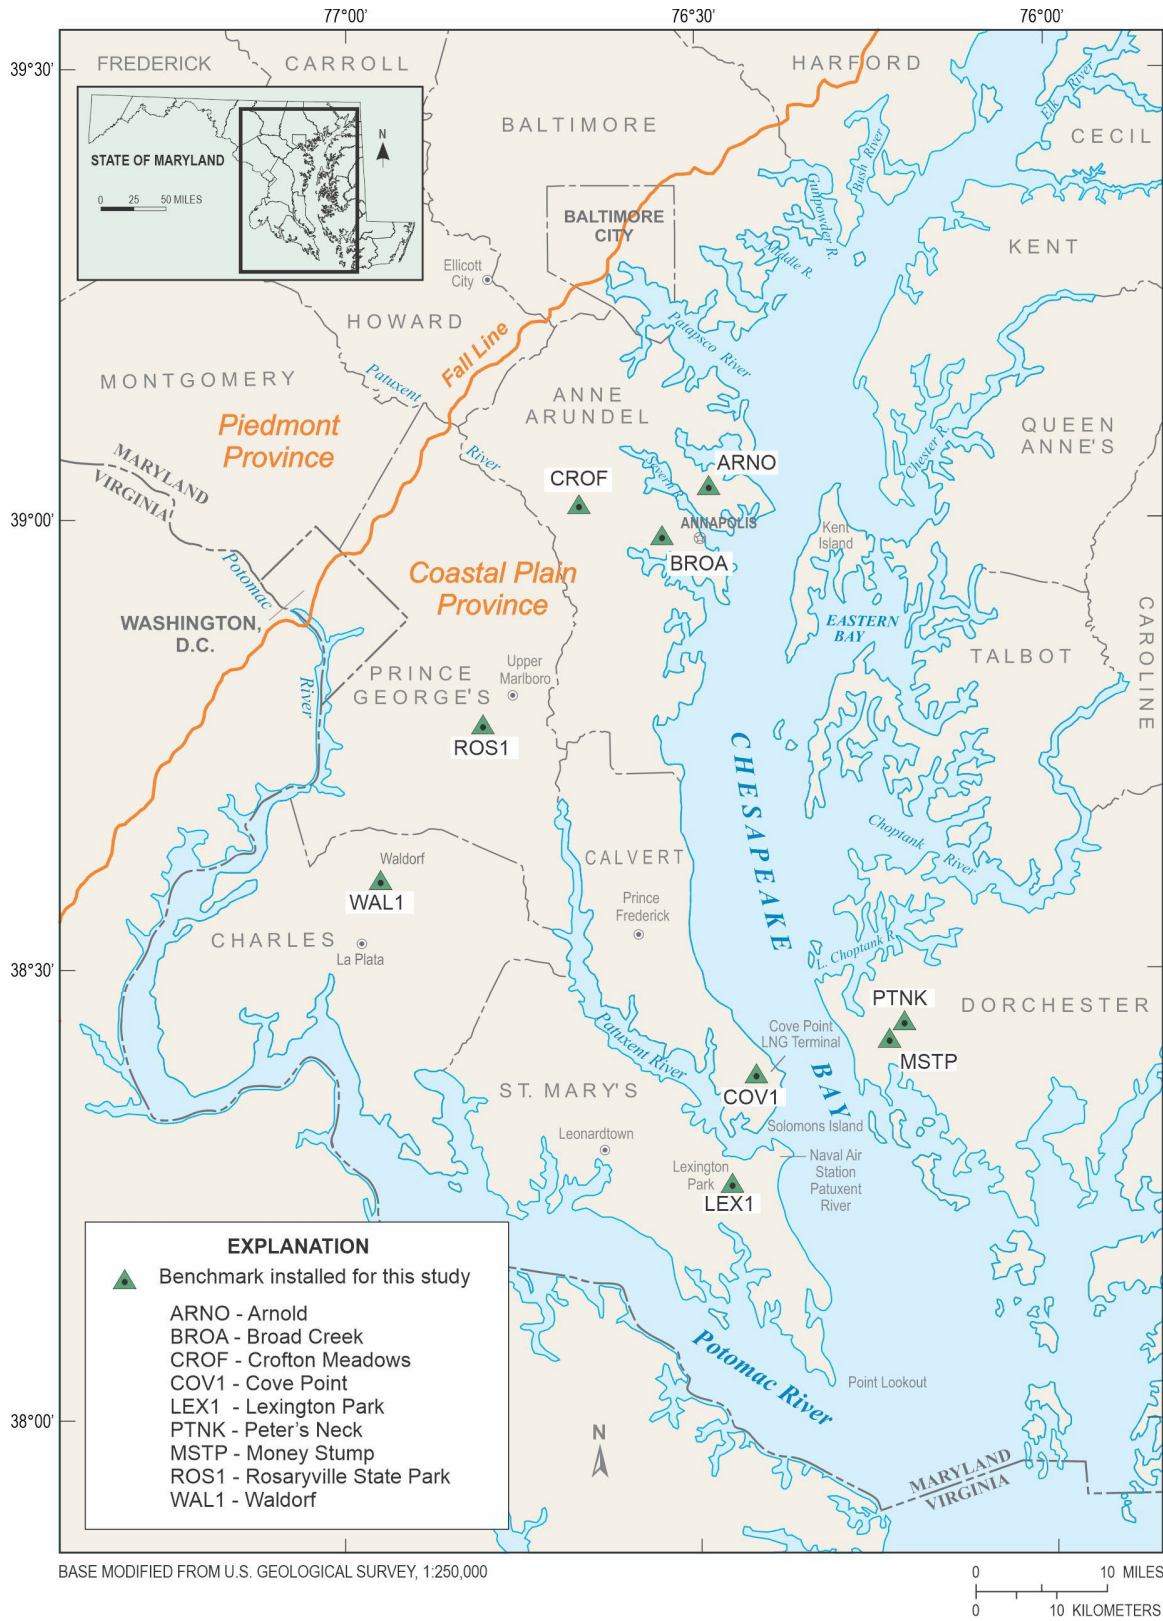 77°00'
76°30'
76°00'
39°30'
FREDERICK
CARROLL
HARFORD
Elk River
BALTIMORE
CECIL
STATE OF MARYLAND
N
0 25 50 MILES
Bush River
Gunpowder R.
BALTIMORE
CITY
Middle R.
KENT
Ellicott
City
HOWARD
Fall Line
Patapsco River
MONTGOMERY
Patuxent
River
ANNE
ARUNDEL
Piedmont
Province
QUEEN
ANNE'S
Chester R.
MARYLAND
VIRGINIA
Severn R.
ARNO
CROF
39°00'
ANNAPOLIS
BROA
Kent
Island
Potomac
River
Coastal Plain
Province
WASHINGTON,
D.C.
EASTERN
BAY
CAROLINE
TALBOT
PRINCE
GEORGE'S
Upper
Marlboro
ROS1
CHESAPEAKE
BAY
Choptank River
CALVERT
Waldorf
WAL1
Prince
Frederick
CHARLES
La Plata
L. Choptank R.
38°30'
PTNK
DORCHESTER
Cove Point
LNG Terminal
MSTP
Patuxent River
COV1
ST. MARY'S
Solomons Island
Leonardtown
Naval Air
Station
Patuxent
River
Lexington
Park
LEX1
EXPLANATION
Benchmark installed for this study
ARNO - Arnold
BROA - Broad Creek
CROF - Crofton Meadows
COV1 - Cove Point
LEX1 - Lexington Park
PTNK - Peter's Neck
MSTP - Money Stump
ROS1 - Rosaryville State Park
WAL1 - Waldorf
Potomac River
Point Lookout
38°00'
N
MARYLAND
VIRGINIA
BASE MODIFIED FROM U.S. GEOLOGICAL SURVEY, 1:250,000
0 10 MILES
0 10 KILOMETERS